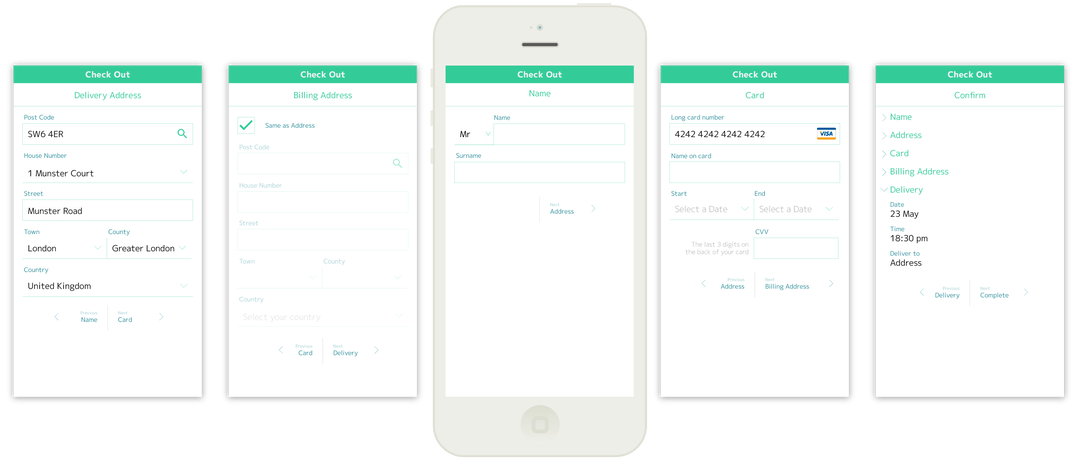 Check Out
Delivery Address
Post Code
SW6 4ER
House Number
1 Munster Court
Street
Munster Road
Town County
London Greater London
Country
United Kingdom
Previous Next
Name Card
Check Out
Billing Address
Same as Address
Post Code
House Number
Street
Town County
Country
Select your country
Previous Next
Card Delivery
Check Out
Name
Name
Mr
Surname
Next
Address
Check Out
Card
Long card number
4242 4242 4242 4242 VISA
Name on card
Start End
Select a Date Select a Date
CVV
The last 3 digits on
the back of your card
Previous Next
Address Billing Address
Check Out
Confirm
Name
Address
Card
Billing Address
Delivery
Date
23 May
Time
18:30 pm
Deliver to
Address
Previous Next
Delivery Complete